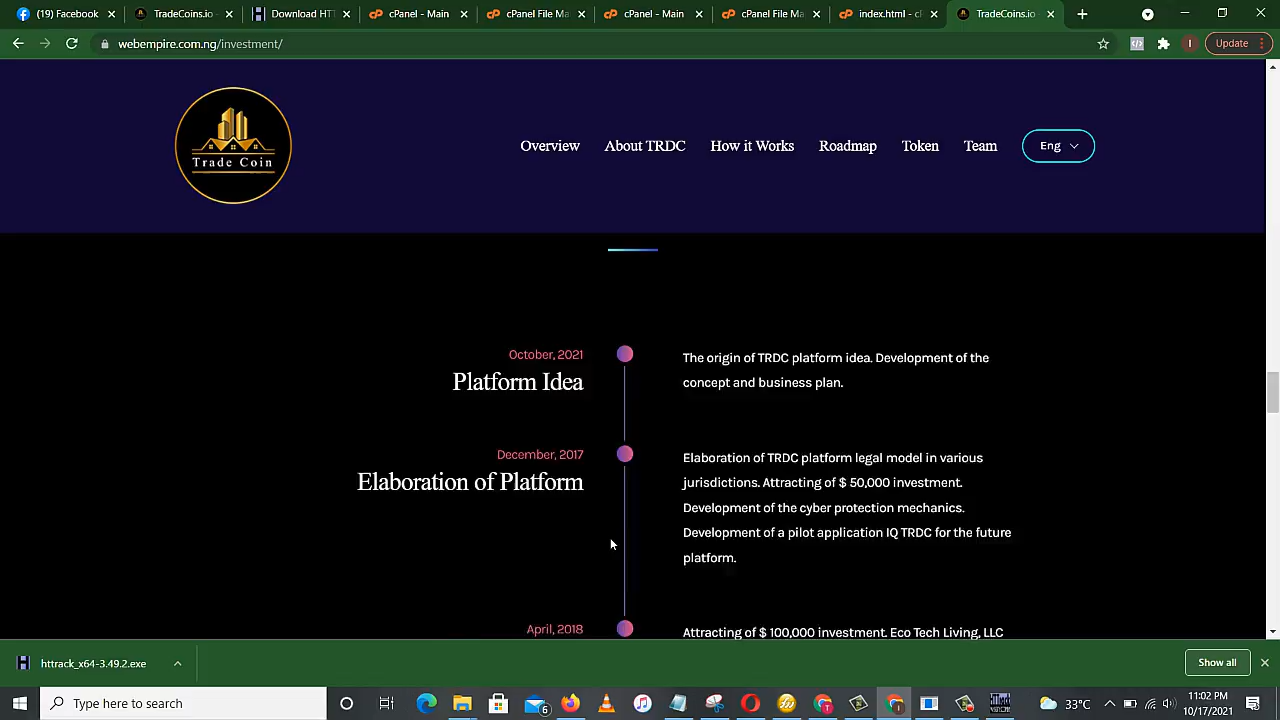 (19) Facebook
TradeCoins.io -
Download HTT
cPanel - Main
cPanel File Ma
cPanel - Main
cPanel File Ma
index.html - cP
TradeCoins.io -
webempire.com.ng/investment/
I
Update
Trade Coin
Overview
About TRDC
How it Works
Roadmap
Token
Team
Eng
October, 2021
Platform Idea
The origin of TRDC platform idea. Development of the
concept and business plan.
December, 2017
Elaboration of Platform
Elaboration of TRDC platform legal model in various
jurisdictions. Attracting of $ 50,000 investment.
Development of the cyber protection mechanics.
Development of a pilot application IQ TRDC for the future
platform.
April, 2018
Attracting of $ 100,000 investment. Eco Tech Living, LLC
httrack_x64-3.49.2.exe
Show all
Type here to search
6
33°C
11:02 PM
10/17/2021